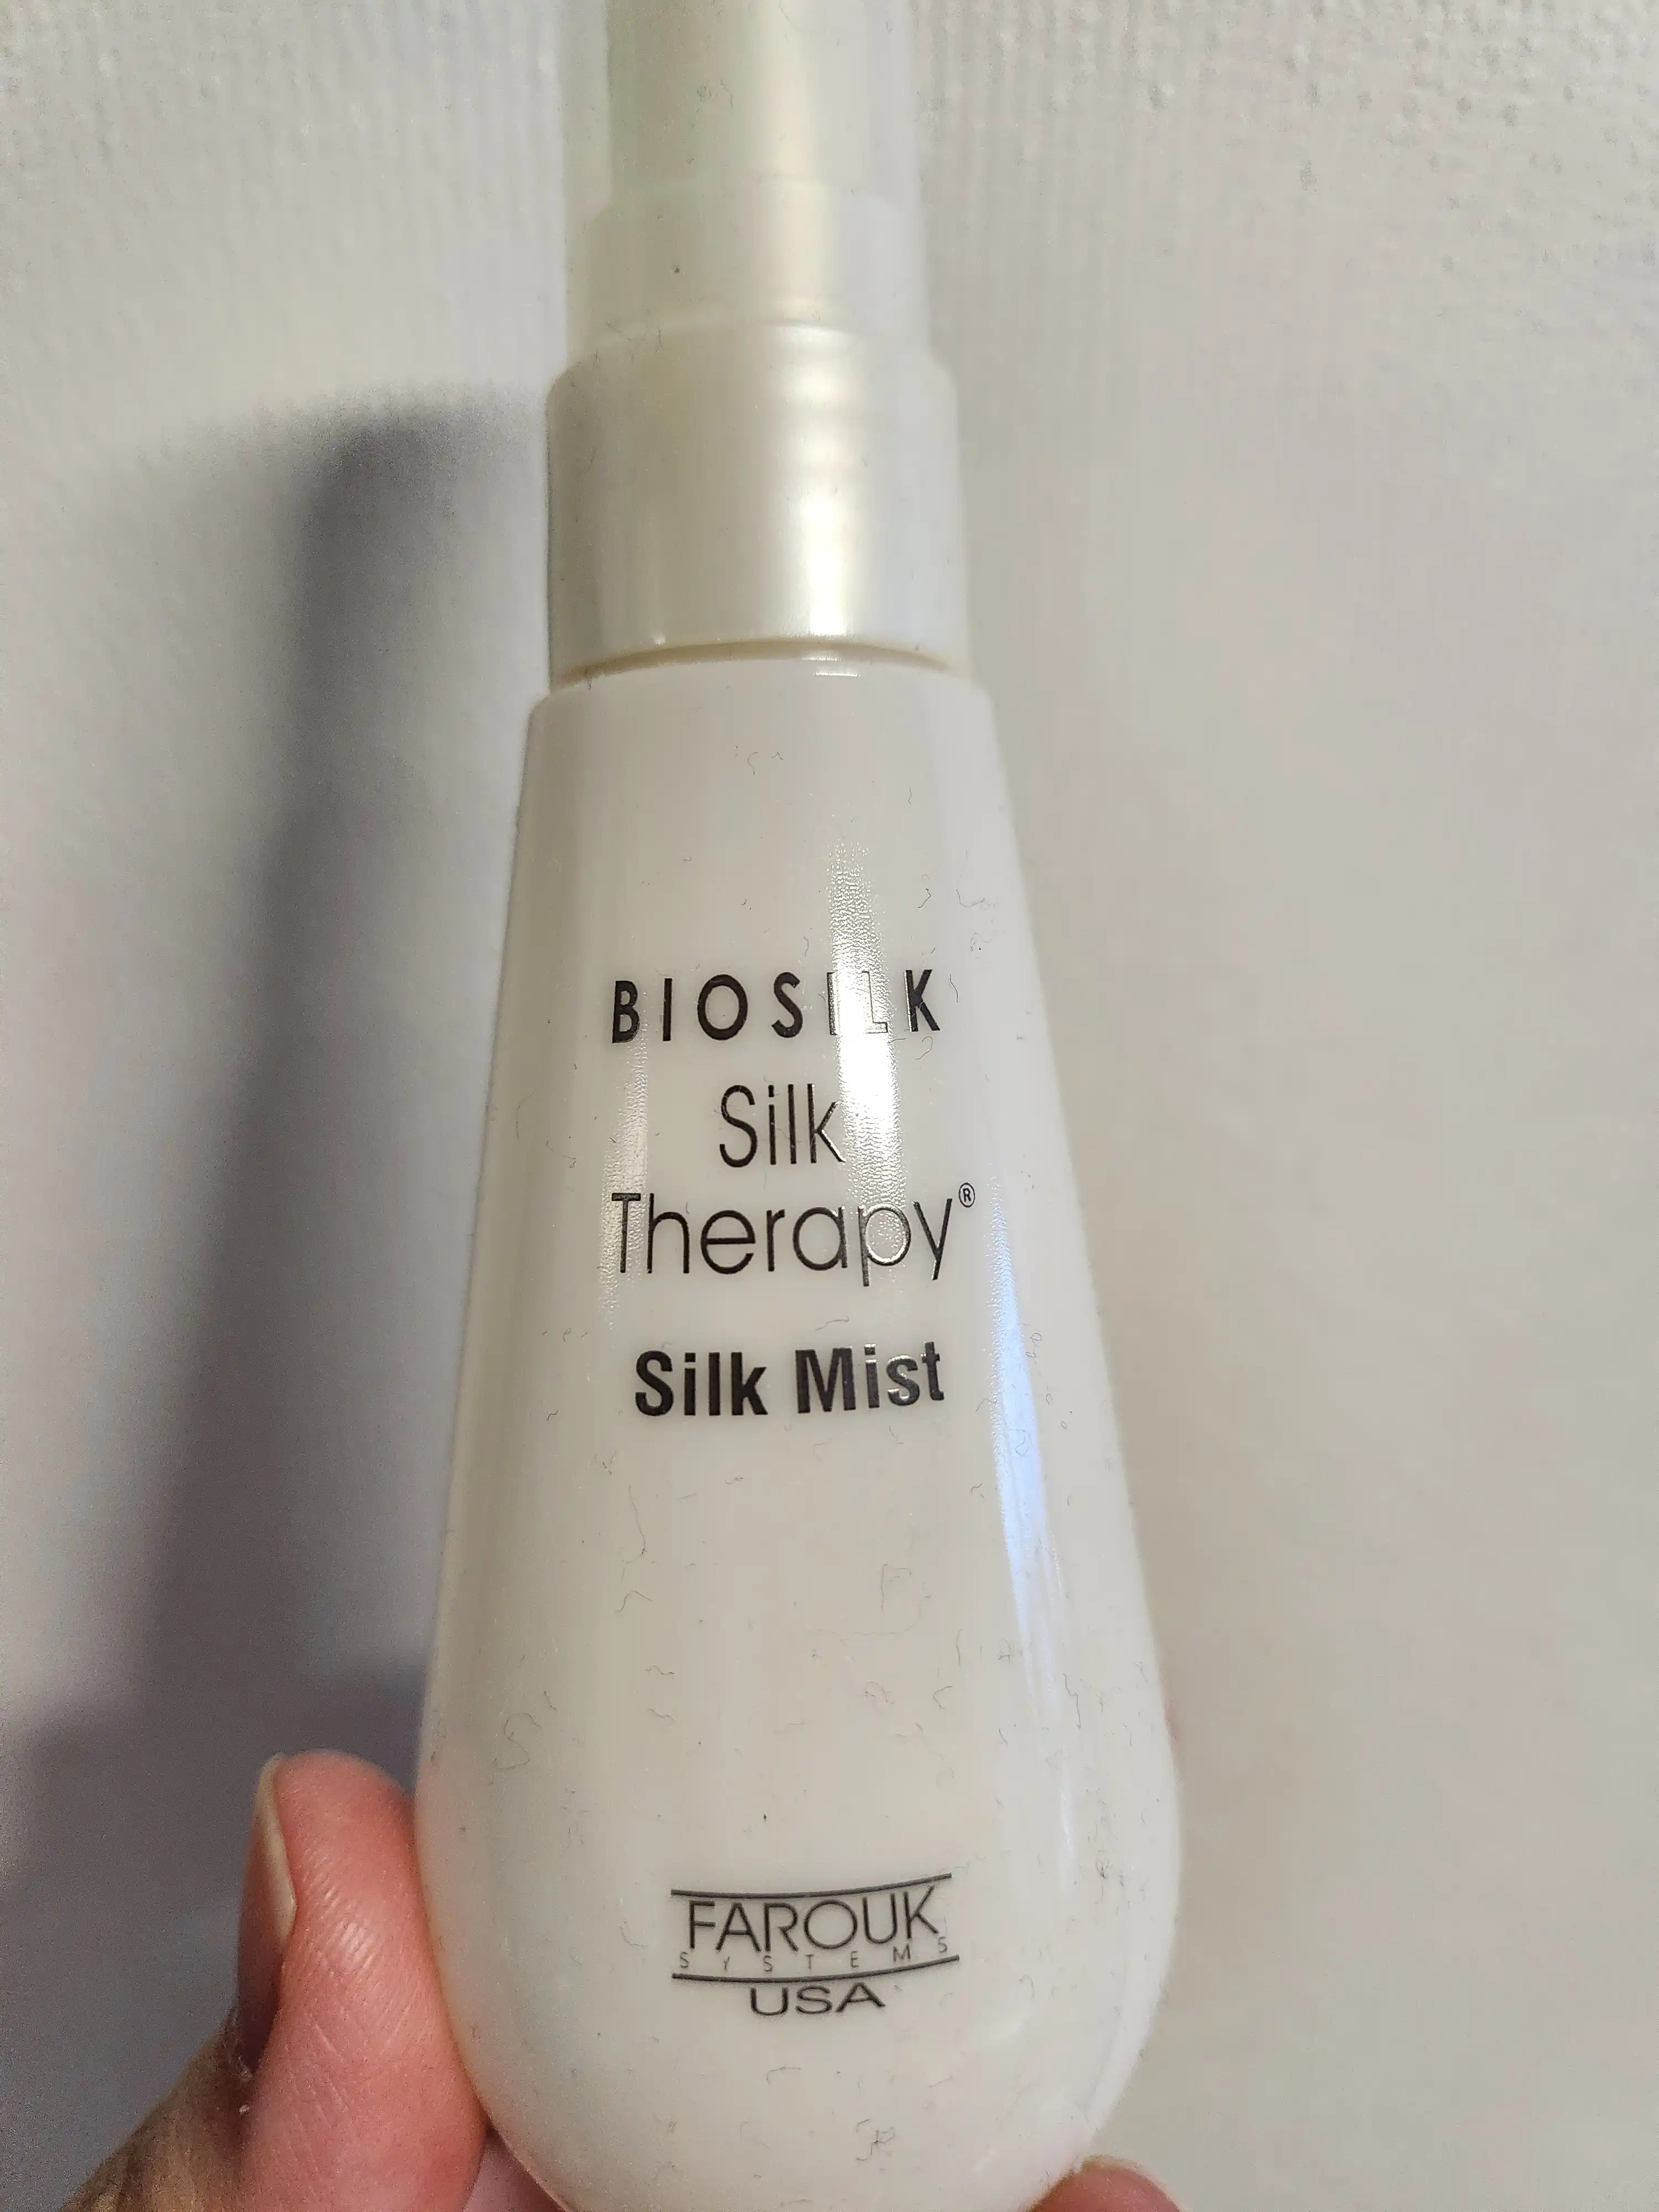 BIOSILK
Silk
Therapy®
Silk Mist
FAROUK
SYSTEMS
USA